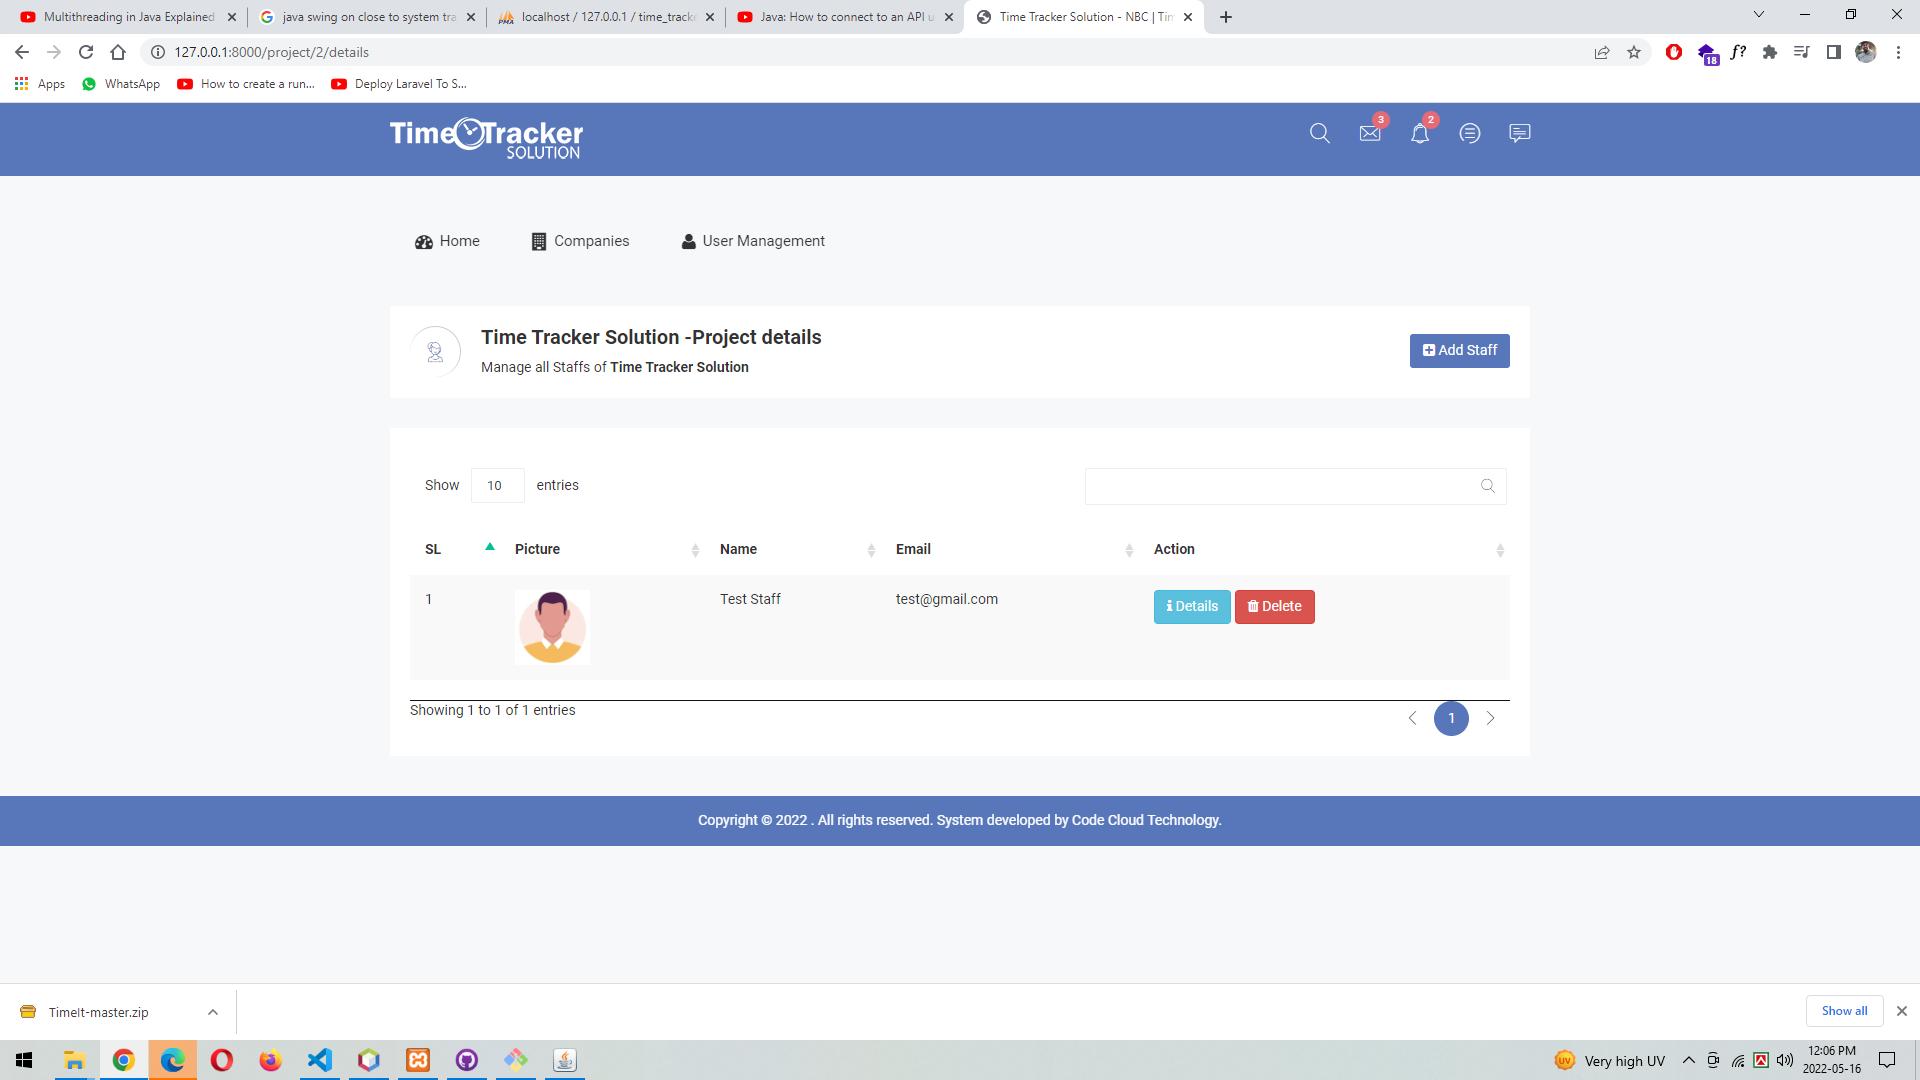 Multithreading in Java Explained
java swing on close to system tra
localhost / 127.0.0.1 / time_track
Java: How to connect to an API u
Time Tracker Solution - NBC | Tim
127.0.0.1:8000/project/2/details
18
f?
Apps
WhatsApp
How to create a run...
Deploy Laravel To S...
Time Tracker
SOLUTION
3
2
Home
Companies
User Management
Time Tracker Solution -Project details
Manage all Staffs of Time Tracker Solution
Add Staff
Show 10 entries
SL Picture Name Email Action
1 Test Staff test@gmail.com Details Delete
Showing 1 to 1 of 1 entries
1
Copyright © 2022 . All rights reserved. System developed by Code Cloud Technology.
TimeIt-master.zip
Show all
UV
Very high UV
12:06 PM
2022-05-16